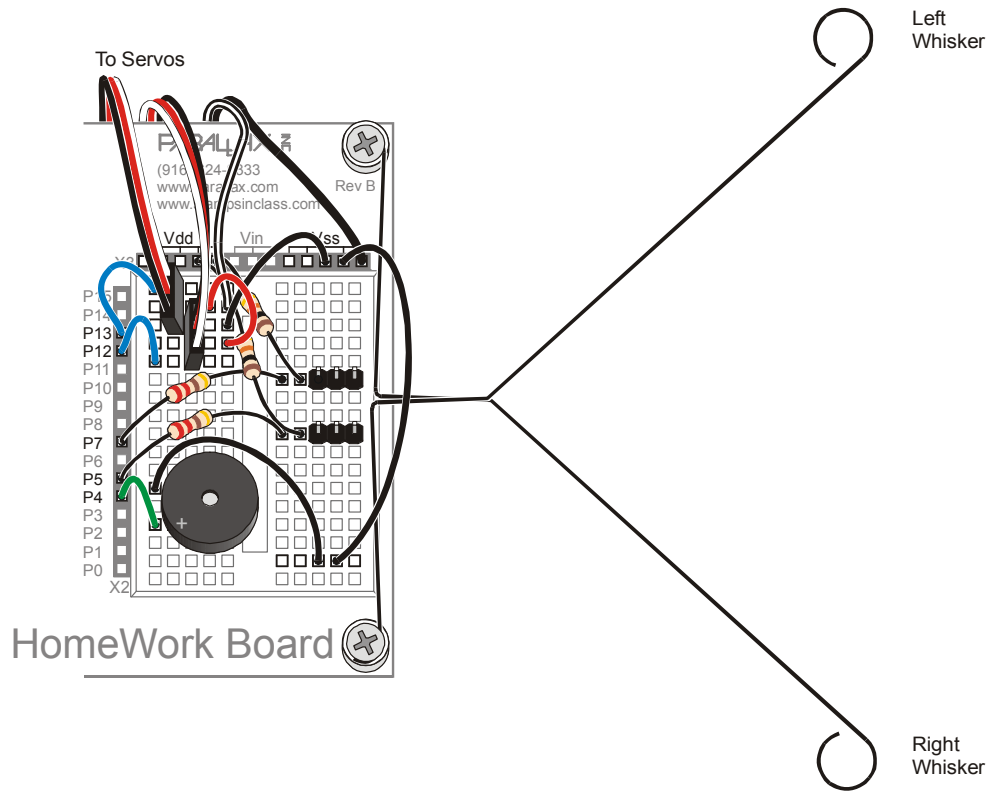 Left
Whisker
To Servos
Rev B
Vdd
Vin
Vss
P14
P13
P12
P11
P10
P9
P8
P7
P6
P5
P4
P3
P2
P1
P0
X2
+
HomeWork Board
Right
Whisker